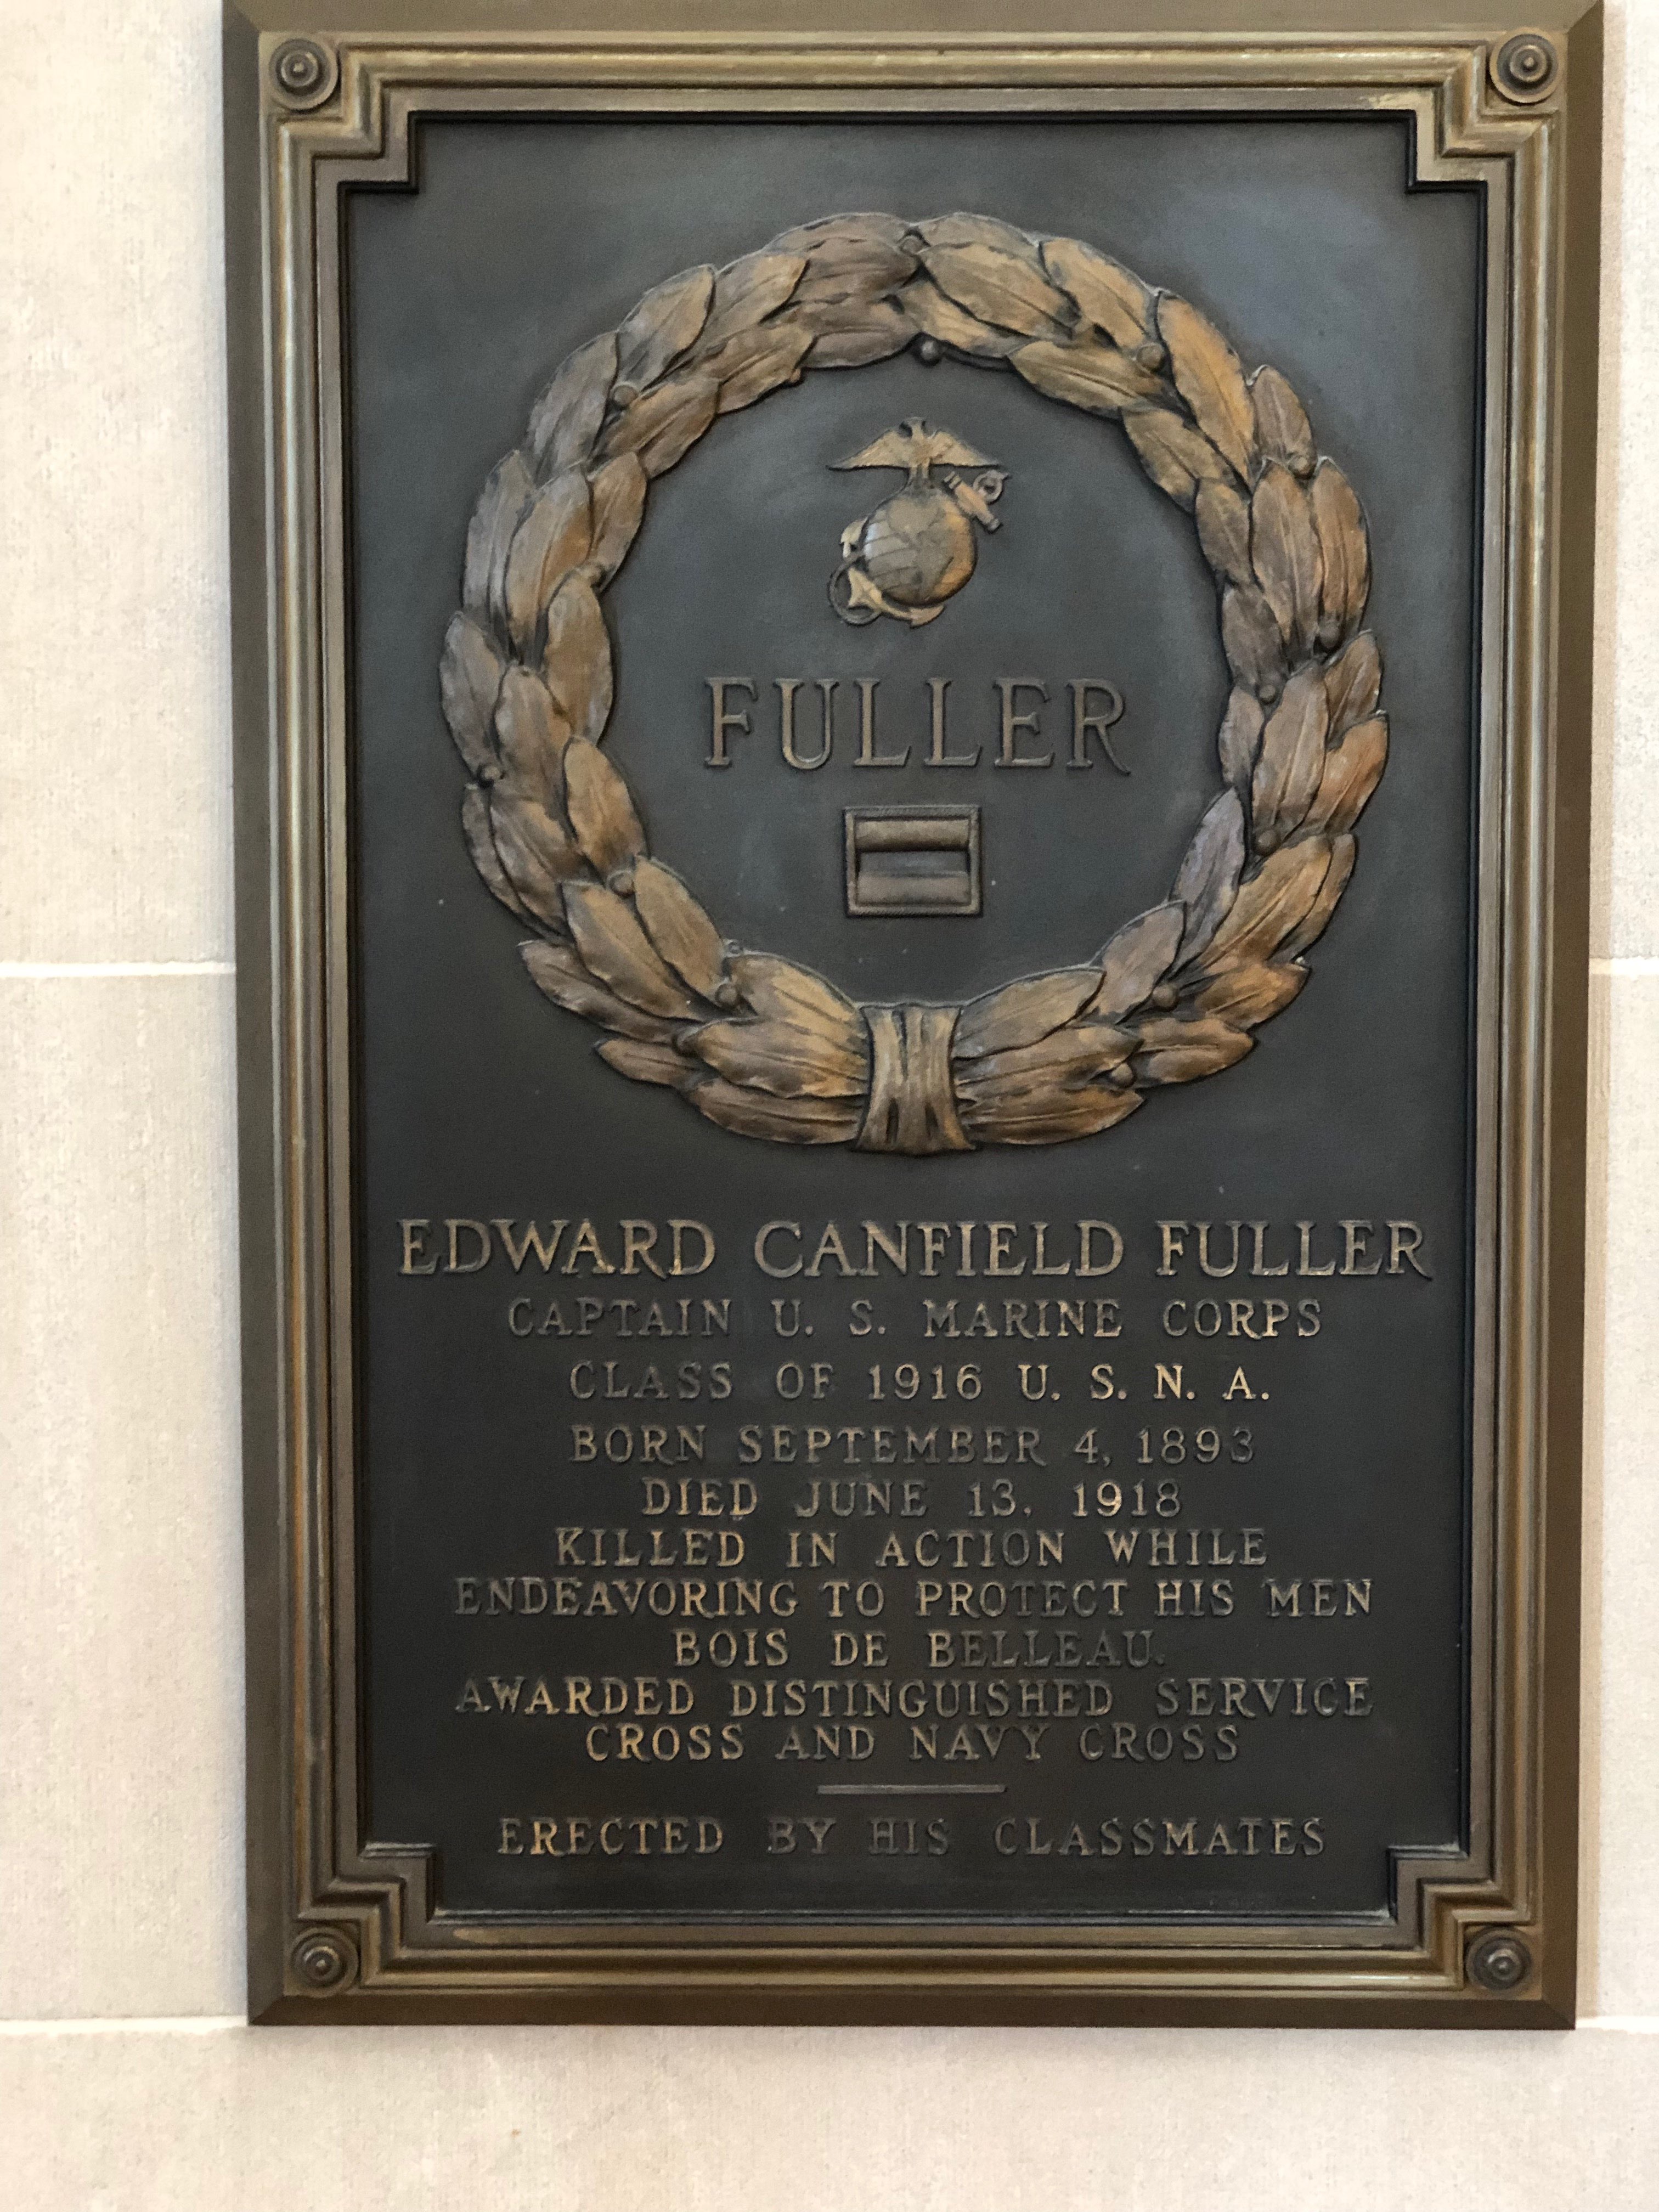 FULLER
EDWARD CANFIELD FULLER
CAPTAIN U. S. MARINE CORPS
CLASS OF 1916 U. S. N. A.
BORN SEPTEMBER 4, 1893
DIED JUNE 13, 1918
KILLED IN ACTION WHILE
ENDEAVORING TO PROTECT HIS MEN
BOIS DE BELLEAU.
AWARDED DISTINGUISHED SERVICE
CROSS AND NAVY CROSS
ERECTED BY HIS CLASSMATES